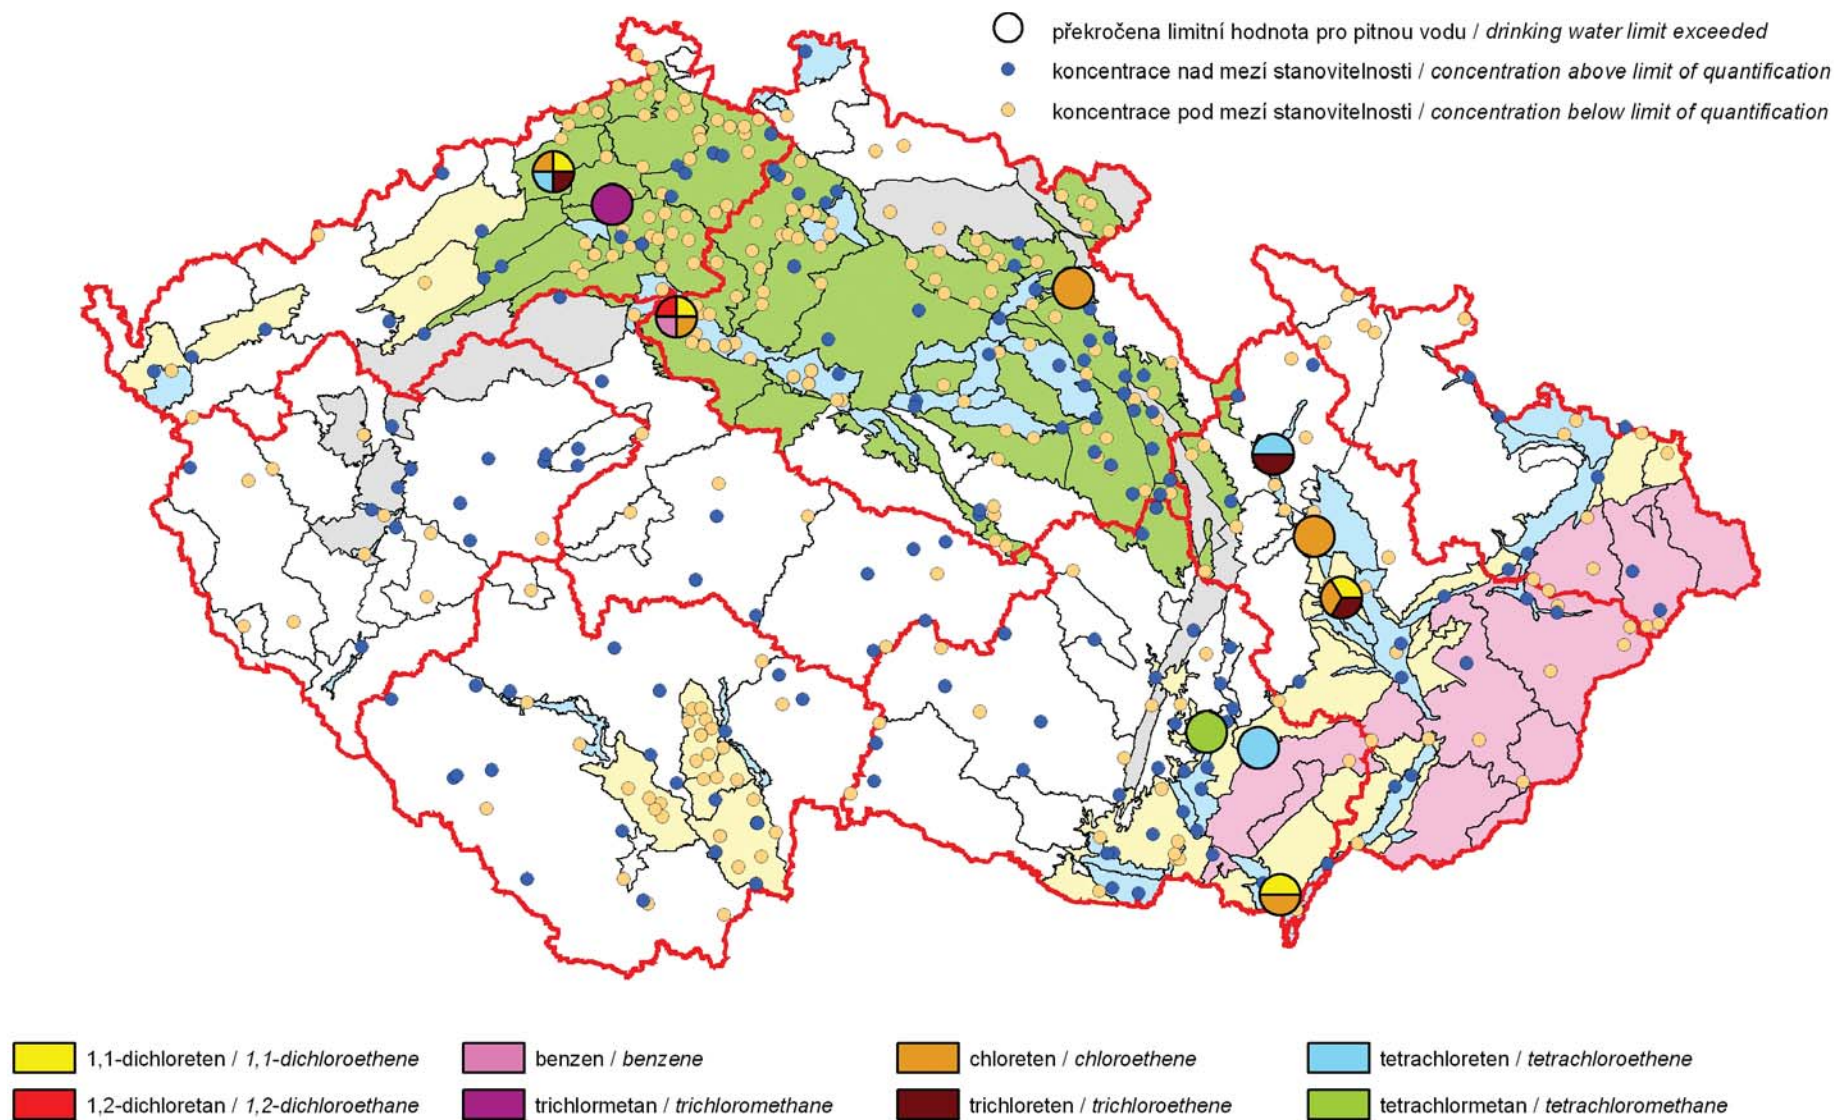 překročena limitní hodnota pro pitnou vodu / drinking water limit exceeded
koncentrace nad mezí stanovitelnosti / concentration above limit of quantification
koncentrace pod mezí stanovitelnosti / concentration below limit of quantification
1,1-dichloreten / 1,1-dichloroethene
benzen / benzene
chloreten / chloroethene
tetrachloreten / tetrachloroethene
1,2-dichloretan / 1,2-dichloroethane
trichlormetan / trichloromethane
trichloreten / trichloroethene
tetrachlormetan / tetrachloromethane